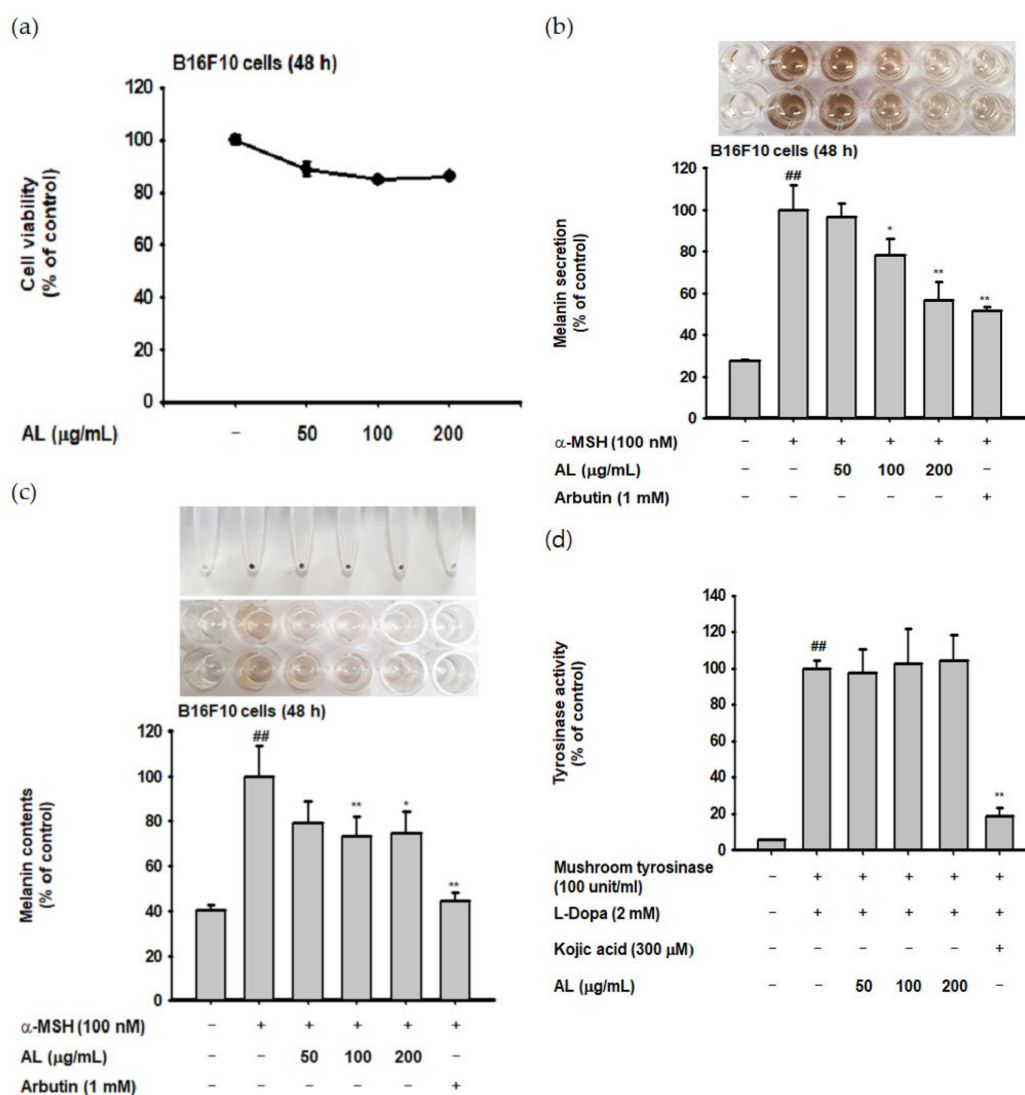 (a)
B16F10 cells (48 h)
Cell viability
(% of control)
120
100
80
60
40
20
0
AL (μg/mL) – 50 100 200
(b)
B16F10 cells (48 h)
Melanin secretion
(% of control)
120
100
80
60
40
20
0
##
*
**
**
α-MSH (100 nM) – + + + + +
AL (μg/mL) – – 50 100 200 –
Arbutin (1 mM) – – – – – +
(c)
B16F10 cells (48 h)
Melanin contents
(% of control)
120
100
80
60
40
20
0
##
**
*
**
α-MSH (100 nM) – + + + + +
AL (μg/mL) – – 50 100 200 –
Arbutin (1 mM) – – – – – +
(d)
Tyrosinase activity
(% of control)
140
120
100
80
60
40
20
0
##
**
Mushroom tyrosinase
(100 unit/ml) – + + + + +
L-Dopa (2 mM) – + + + + +
Kojic acid (300 μM) – – – – – +
AL (μg/mL) – – 50 100 200 –